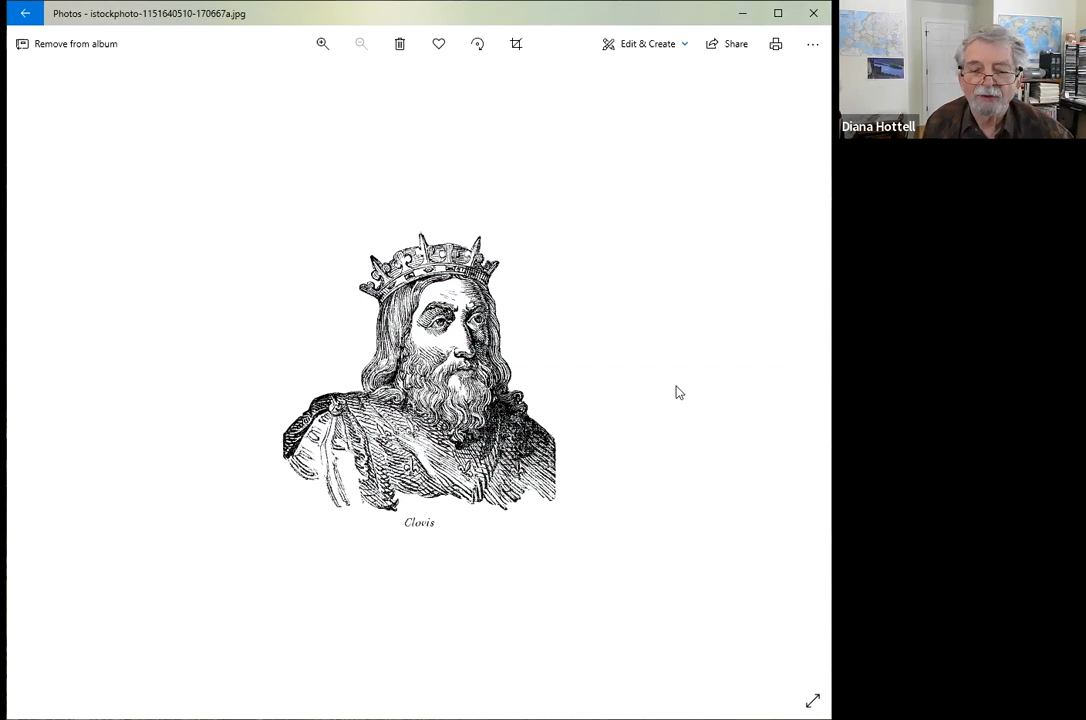 Photos - istockphoto-1151640510-170667a.jpg
Remove from album
Edit & Create
Share
Diana Hottell
Clovis